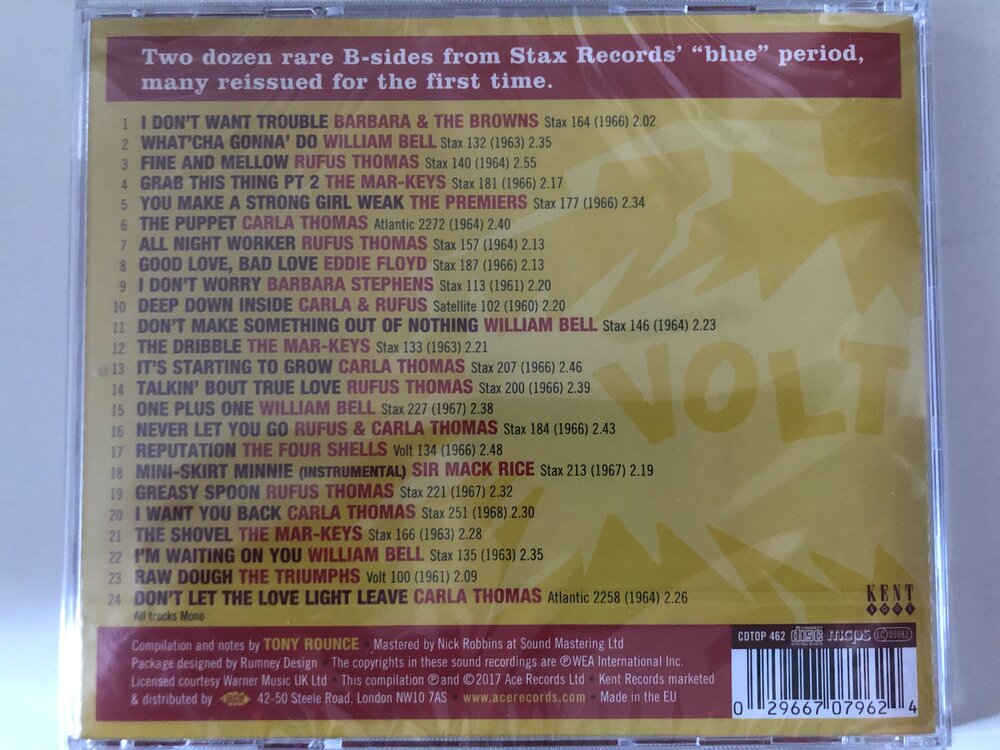 Two dozen rare B-sides from Stax Records' "blue" period,
many reissued for the first time.
1 I DON'T WANT TROUBLE BARBARA & THE BROWNS Stax 164 (1966) 2.02
2 WHAT'CHA GONNA' DO WILLIAM BELL Stax 132 (1963) 2.35
3 FINE AND MELLOW RUFUS THOMAS Stax 140 (1964) 2.55
4 GRAB THIS THING PT 2 THE MAR-KEYS Stax 181 (1966) 2.17
5 YOU MAKE A STRONG GIRL WEAK THE PREMIERS Stax 177 (1966) 2.34
6 THE PUPPET CARLA THOMAS Atlantic 2272 (1964) 2.40
7 ALL NIGHT WORKER RUFUS THOMAS Stax 157 (1964) 2.13
8 GOOD LOVE, BAD LOVE EDDIE FLOYD Stax 187 (1966) 2.13
9 I DON'T WORRY BARBARA STEPHENS Stax 113 (1961) 2.20
10 DEEP DOWN INSIDE CARLA & RUFUS Satellite 102 (1960) 2.20
11 DON'T MAKE SOMETHING OUT OF NOTHING WILLIAM BELL Stax 146 (1964) 2.23
12 THE DRIBBLE THE MAR-KEYS Stax 133 (1963) 2.21
13 IT'S STARTING TO GROW CARLA THOMAS Stax 207 (1966) 2.46
14 TALKIN' BOUT TRUE LOVE RUFUS THOMAS Stax 200 (1966) 2.39
15 ONE PLUS ONE WILLIAM BELL Stax 227 (1967) 2.38
16 NEVER LET YOU GO RUFUS & CARLA THOMAS Stax 184 (1966) 2.43
17 REPUTATION THE FOUR SHELLS Volt 134 (1966) 2.48
18 MINI-SKIRT MINNIE (INSTRUMENTAL) SIR MACK RICE Stax 213 (1967) 2.19
19 GREASY SPOON RUFUS THOMAS Stax 221 (1967) 2.32
20 I WANT YOU BACK CARLA THOMAS Stax 251 (1968) 2.30
21 THE SHOVEL THE MAR-KEYS Stax 166 (1963) 2.28
22 I'M WAITING ON YOU WILLIAM BELL Stax 135 (1963) 2.35
23 RAW DOUGH THE TRIUMPHS Volt 100 (1961) 2.09
24 DON'T LET THE LOVE LIGHT LEAVE CARLA THOMAS Atlantic 2258 (1964) 2.26
All tracks Mono
VOLT
KENT
SOUL
Compilation and notes by TONY ROUNCE • Mastered by Nick Robbins at Sound Mastering Ltd
Package designed by Rumney Design • The copyrights in these sound recordings are ℗WEA International Inc.
Licensed courtesy Warner Music UK Ltd • This compilation ℗ and ©2017 Ace Records Ltd • Kent Records marketed
& distributed by ACE 42-50 Steele Road, London NW10 7AS • www.acerecords.com • Made in the EU
CDTOP 462 COMPACT disc DIGITAL AUDIO mcps LC 05982
0 29667 07962 4